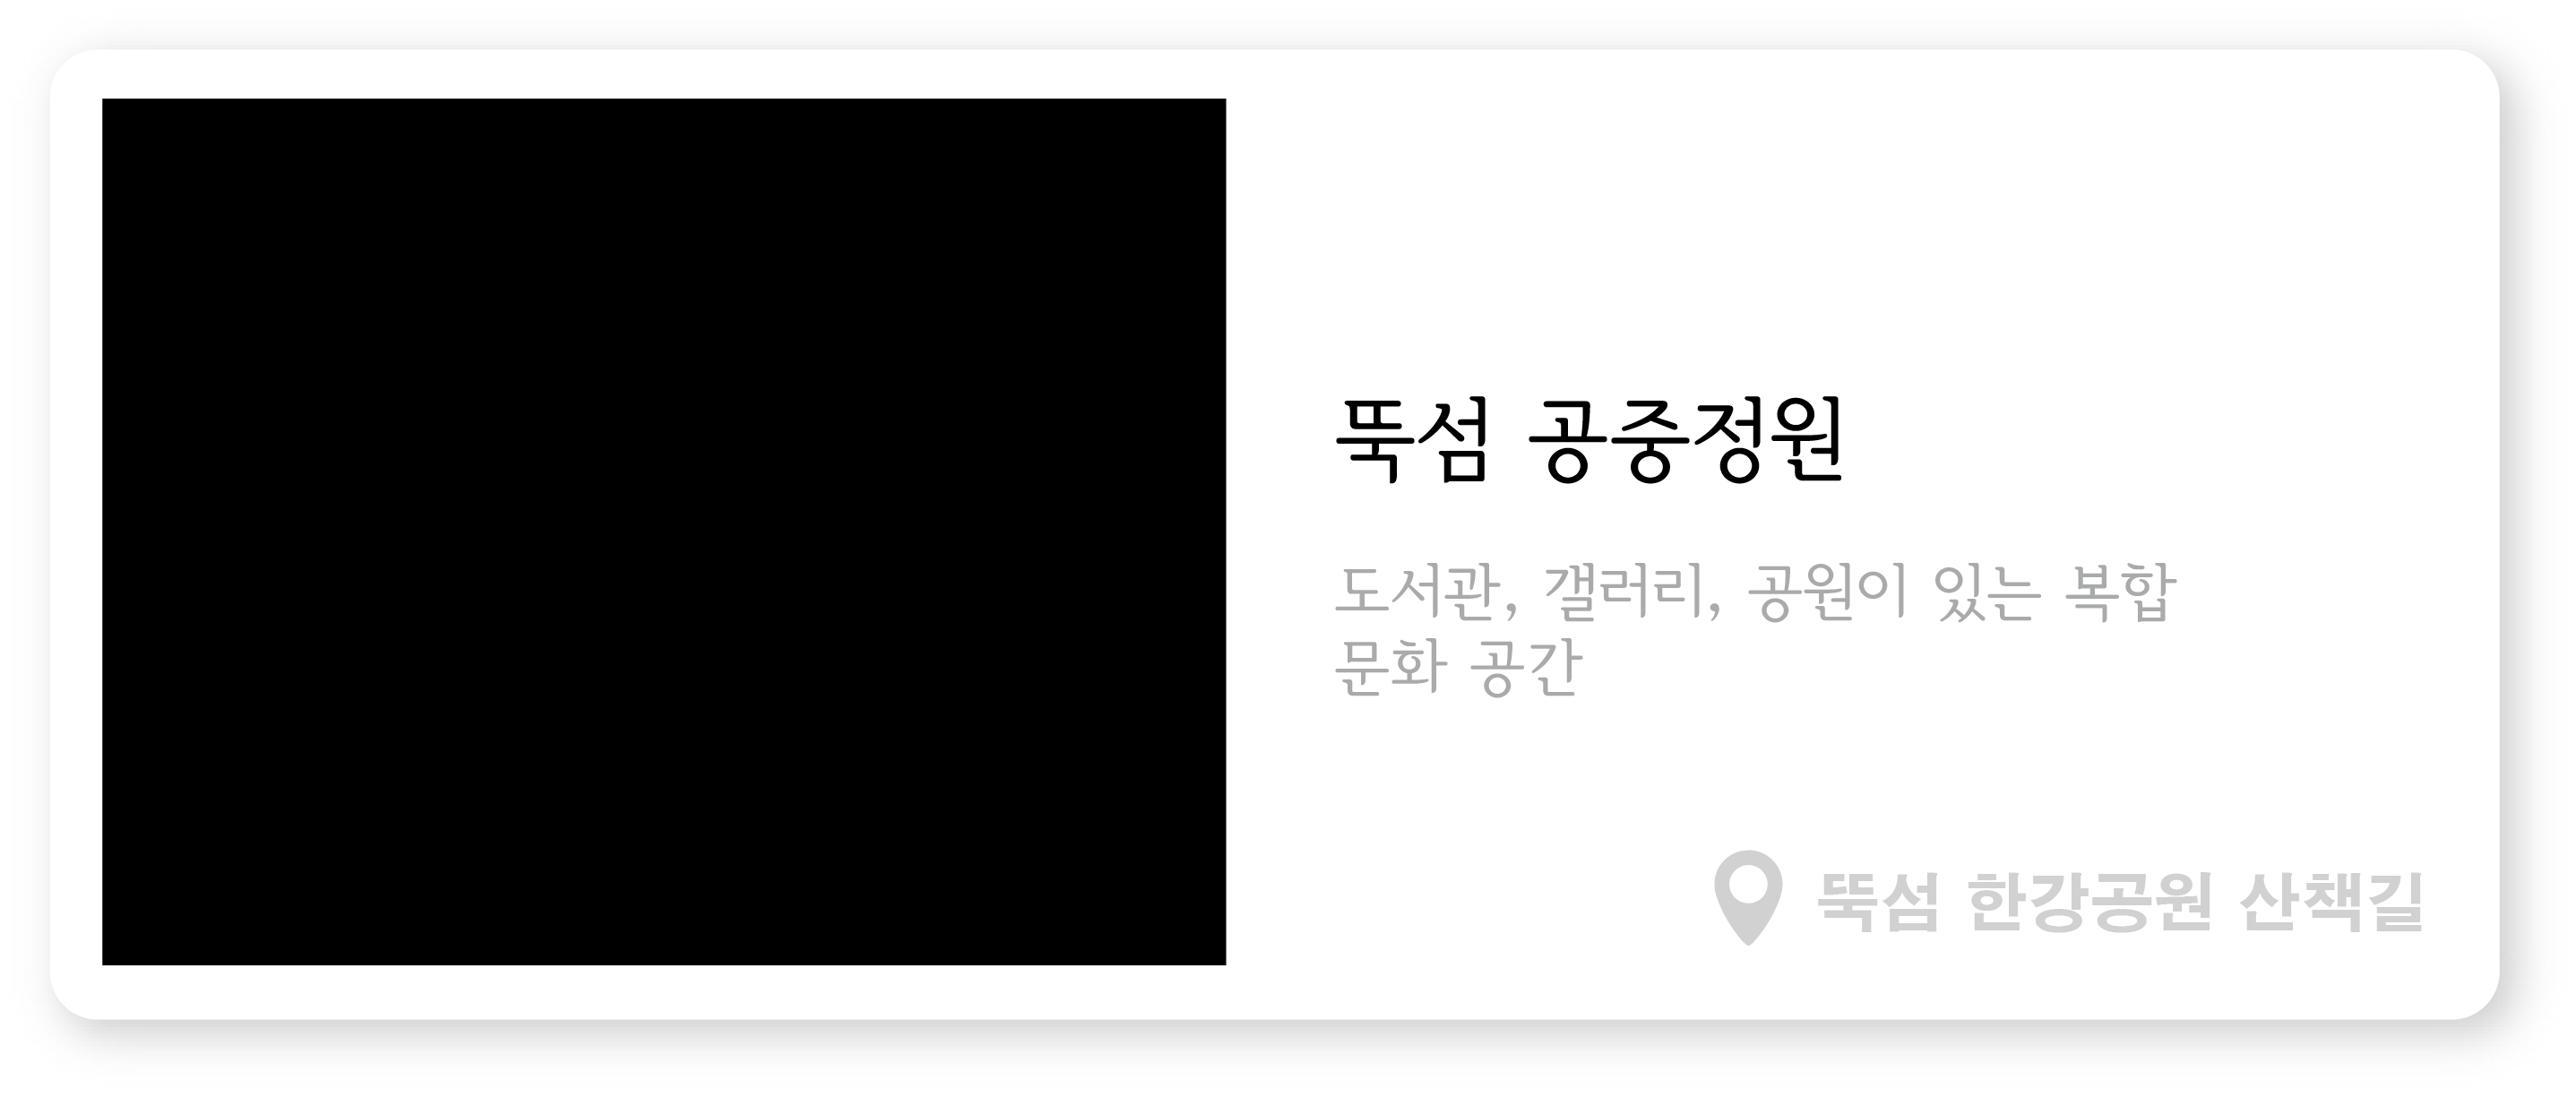 뚝섬 공중정원
도서관, 갤러리, 공원이 있는 복합
문화 공간
뚝섬 한강공원 산책길